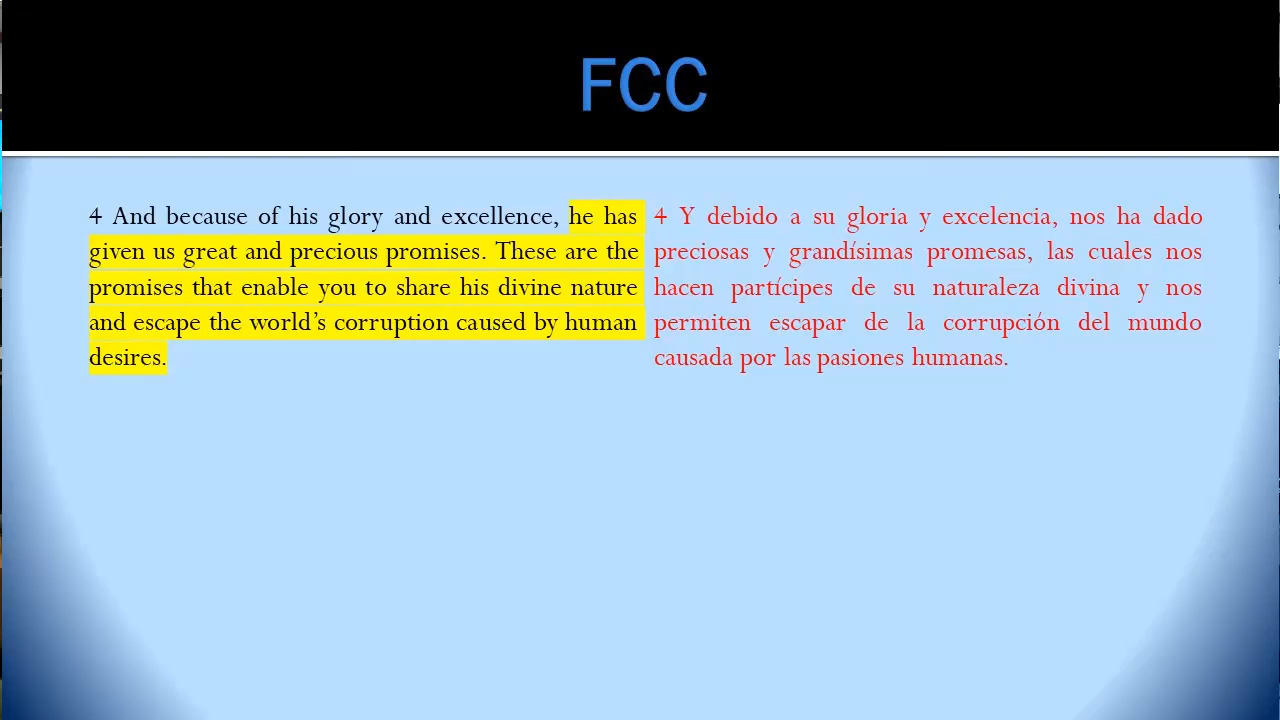 FCC
4 And because of his glory and excellence, he has
given us great and precious promises. These are the
promises that enable you to share his divine nature
and escape the world’s corruption caused by human
desires.
4 Y debido a su gloria y excelencia, nos ha dado
preciosas y grandísimas promesas, las cuales nos
hacen partícipes de su naturaleza divina y nos
permiten escapar de la corrupción del mundo
causada por las pasiones humanas.